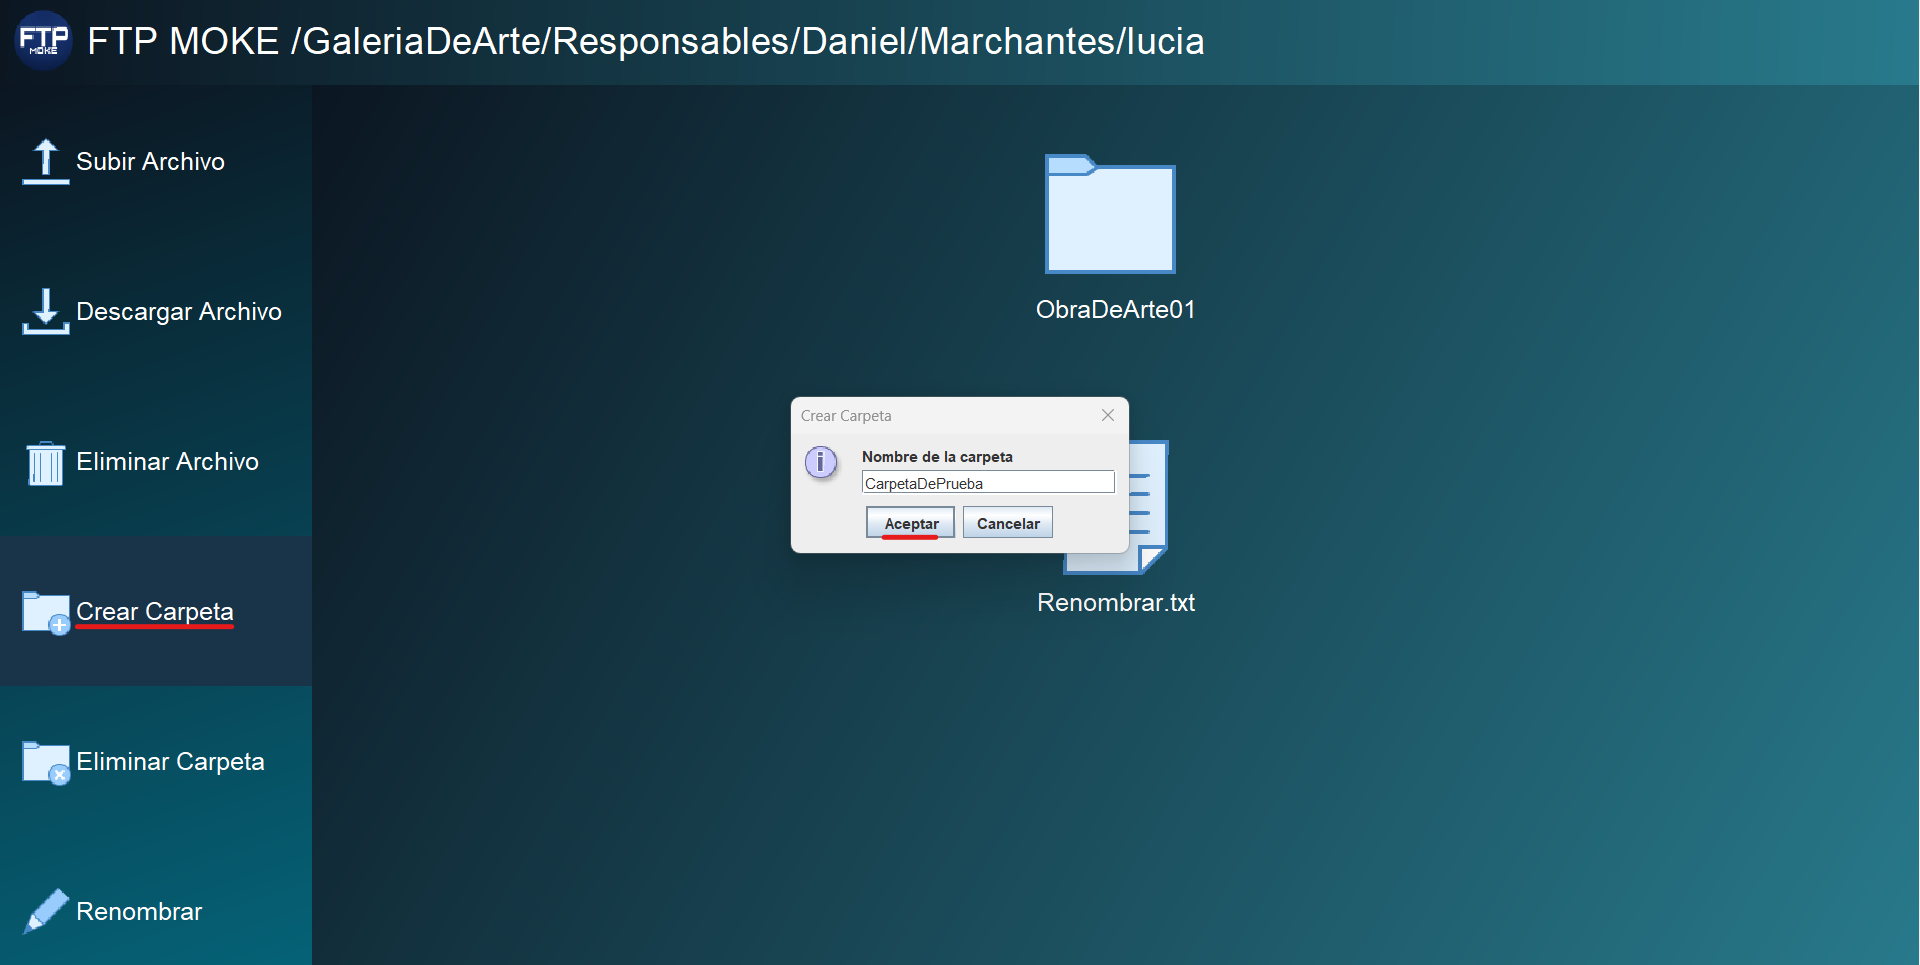 FTP
MOKE
FTP MOKE /GaleriaDeArte/Responsables/Daniel/Marchantes/lucia
Subir Archivo
Descargar Archivo
Eliminar Archivo
Crear Carpeta
Eliminar Carpeta
Renombrar
ObraDeArte01
Crear Carpeta
Nombre de la carpeta
CarpetaDePrueba
Aceptar Cancelar
Renombrar.txt